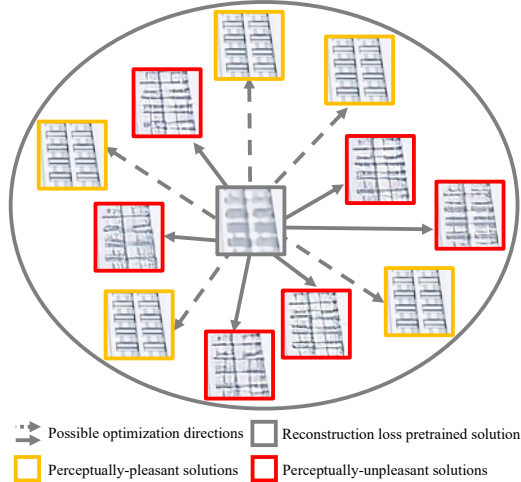 Possible optimization directions
Reconstruction loss pretrained solution
Perceptually-pleasant solutions
Perceptually-unpleasant solutions